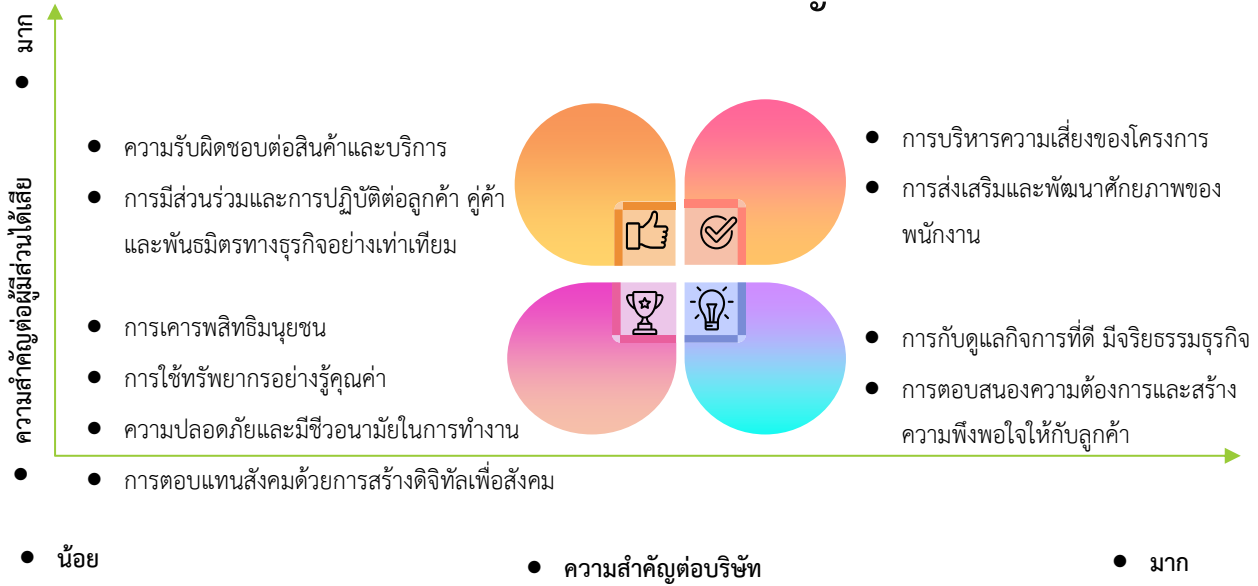 มาก
ความสำคัญต่อผู้มีส่วนได้เสีย
● ความรับผิดชอบต่อสินค้าและบริการ
● การมีส่วนร่วมและการปฏิบัติต่อลูกค้า คู่ค้า
และพันธมิตรทางธุรกิจอย่างเท่าเทียม
● การเคารพสิทธิมนุยชน
● การใช้ทรัพยากรอย่างรู้คุณค่า
● ความปลอดภัยและมีชีวอนามัยในการทำงาน
● การตอบแทนสังคมด้วยการสร้างดิจิทัลเพื่อสังคม
● การบริหารความเสี่ยงของโครงการ
● การส่งเสริมและพัฒนาศักยภาพของ
พนักงาน
● การกับดูแลกิจการที่ดี มีจริยธรรมธุรกิจ
● การตอบสนองความต้องการและสร้าง
ความพึงพอใจให้กับลูกค้า
● น้อย
● ความสำคัญต่อบริษัท
● มาก